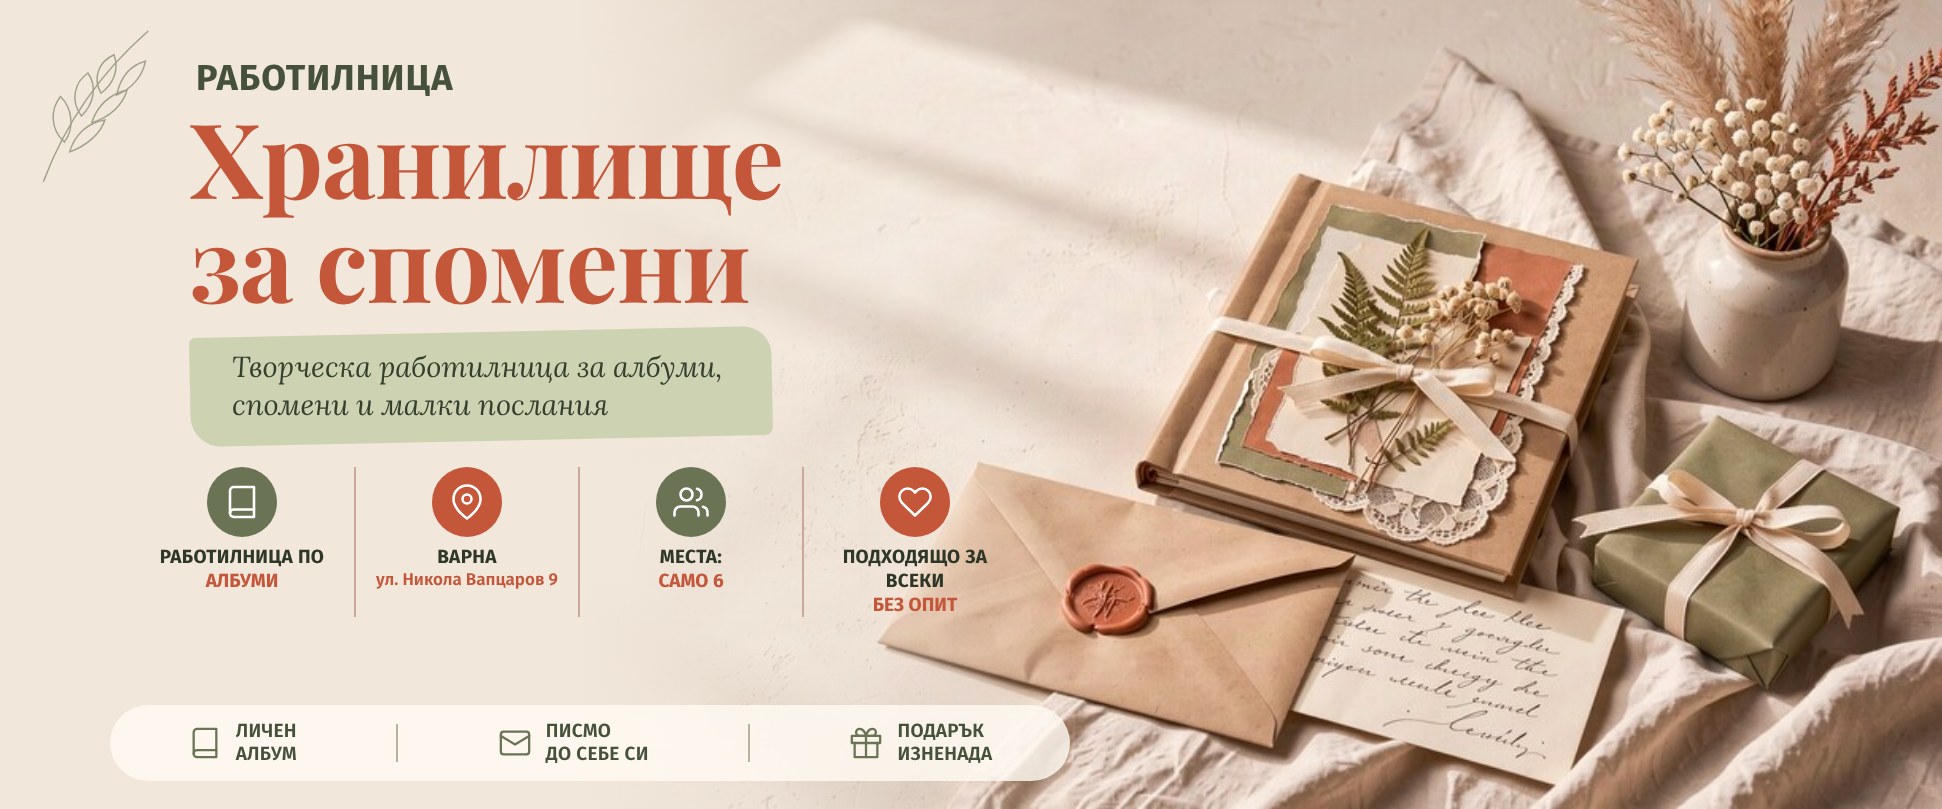 РАБОТИЛНИЦА
Хранилище
за спомени
Творческа работилница за албуми,
спомени и малки послания
РАБОТИЛНИЦА ПО
АЛБУМИ
ВАРНА
ул. Никола Вапцаров 9
МЕСТА:
САМО 6
ПОДХОДЯЩО ЗА
ВСЕКИ
БЕЗ ОПИТ
ЛИЧЕН
АЛБУМ
ПИСМО
ДО СЕБЕ СИ
ПОДАРЪК
ИЗНЕНАДА